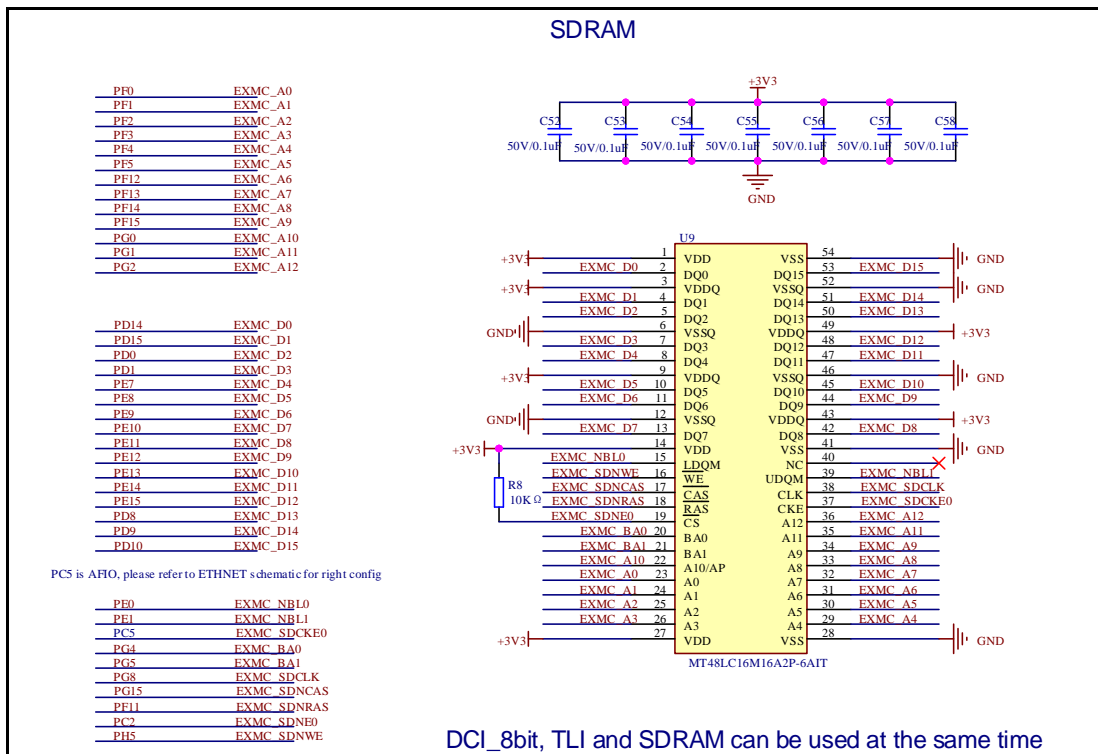 SDRAM
PF0 EXMC_A0
PF1 EXMC_A1
PF2 EXMC_A2
PF3 EXMC_A3
PF4 EXMC_A4
PF5 EXMC_A5
PF12 EXMC_A6
PF13 EXMC_A7
PF14 EXMC_A8
PF15 EXMC_A9
PG0 EXMC_A10
PG1 EXMC_A11
PG2 EXMC_A12
PD14 EXMC_D0
PD15 EXMC_D1
PD0 EXMC_D2
PD1 EXMC_D3
PE7 EXMC_D4
PE8 EXMC_D5
PE9 EXMC_D6
PE10 EXMC_D7
PE11 EXMC_D8
PE12 EXMC_D9
PE13 EXMC_D10
PE14 EXMC_D11
PE15 EXMC_D12
PD8 EXMC_D13
PD9 EXMC_D14
PD10 EXMC_D15
PC5 is AFIO, please refer to ETHNET schematic for right config
PE0 EXMC_NBL0
PE1 EXMC_NBL1
PC5 EXMC_SDCKE0
PG4 EXMC_BA0
PG5 EXMC_BA1
PG8 EXMC_SDCLK
PG15 EXMC_SDNCAS
PF11 EXMC_SDNRAS
PC2 EXMC_SDNE0
PH5 EXMC_SDNWE
+3V3
C52 C53 C54 C55 C56 C57 C58
50V/0.1uF 50V/0.1uF 50V/0.1uF 50V/0.1uF 50V/0.1uF 50V/0.1uF 50V/0.1uF
GND
U9
+3V3 1 VDD VSS 54 GND
EXMC_D0 2 DQ0 DQ15 53 EXMC_D15
+3V3 3 VDDQ VSSQ 52 GND
EXMC_D1 4 DQ1 DQ14 51 EXMC_D14
EXMC_D2 5 DQ2 DQ13 50 EXMC_D13
GND 6 VSSQ VDDQ 49 +3V3
EXMC_D3 7 DQ3 DQ12 48 EXMC_D12
EXMC_D4 8 DQ4 DQ11 47 EXMC_D11
+3V3 9 VDDQ VSSQ 46 GND
EXMC_D5 10 DQ5 DQ10 45 EXMC_D10
EXMC_D6 11 DQ6 DQ9 44 EXMC_D9
GND 12 VSSQ VDDQ 43 +3V3
EXMC_D7 13 DQ7 DQ8 42 EXMC_D8
+3V3 14 VDD VSS 41 GND
EXMC_NBL0 15 LDQM NC 40
EXMC_SDNWE 16 WE UDQM 39 EXMC_NBL1
EXMC_SDNCAS 17 CAS CLK 38 EXMC_SDCLK
EXMC_SDNRAS 18 RAS CKE 37 EXMC_SDCKE0
EXMC_SDNE0 19 CS A12 36 EXMC_A12
R8
10KΩ
EXMC_BA0 20 BA0 A11 35 EXMC_A11
EXMC_BA1 21 BA1 A9 34 EXMC_A9
EXMC_A10 22 A10/AP A8 33 EXMC_A8
EXMC_A0 23 A0 A7 32 EXMC_A7
EXMC_A1 24 A1 A6 31 EXMC_A6
EXMC_A2 25 A2 A5 30 EXMC_A5
EXMC_A3 26 A3 A4 29 EXMC_A4
+3V3 27 VDD VSS 28 GND
MT48LC16M16A2P-6AIT
DCI_8bit, TLI and SDRAM can be used at the same time